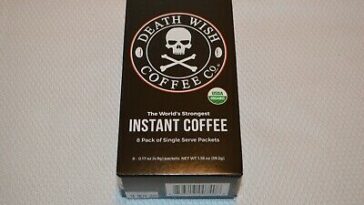 DEATH WISH
COFFEE CO.
USDA
ORGANIC
The World's Strongest
INSTANT COFFEE
8 Pack of Single Serve Packets